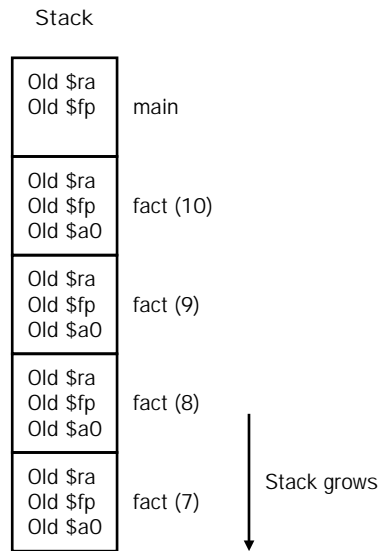 Stack
Old $ra
Old $fp
main
Old $ra
Old $fp
Old $a0
fact (10)
Old $ra
Old $fp
Old $a0
fact (9)
Old $ra
Old $fp
Old $a0
fact (8)
Old $ra
Old $fp
Old $a0
fact (7)
Stack grows